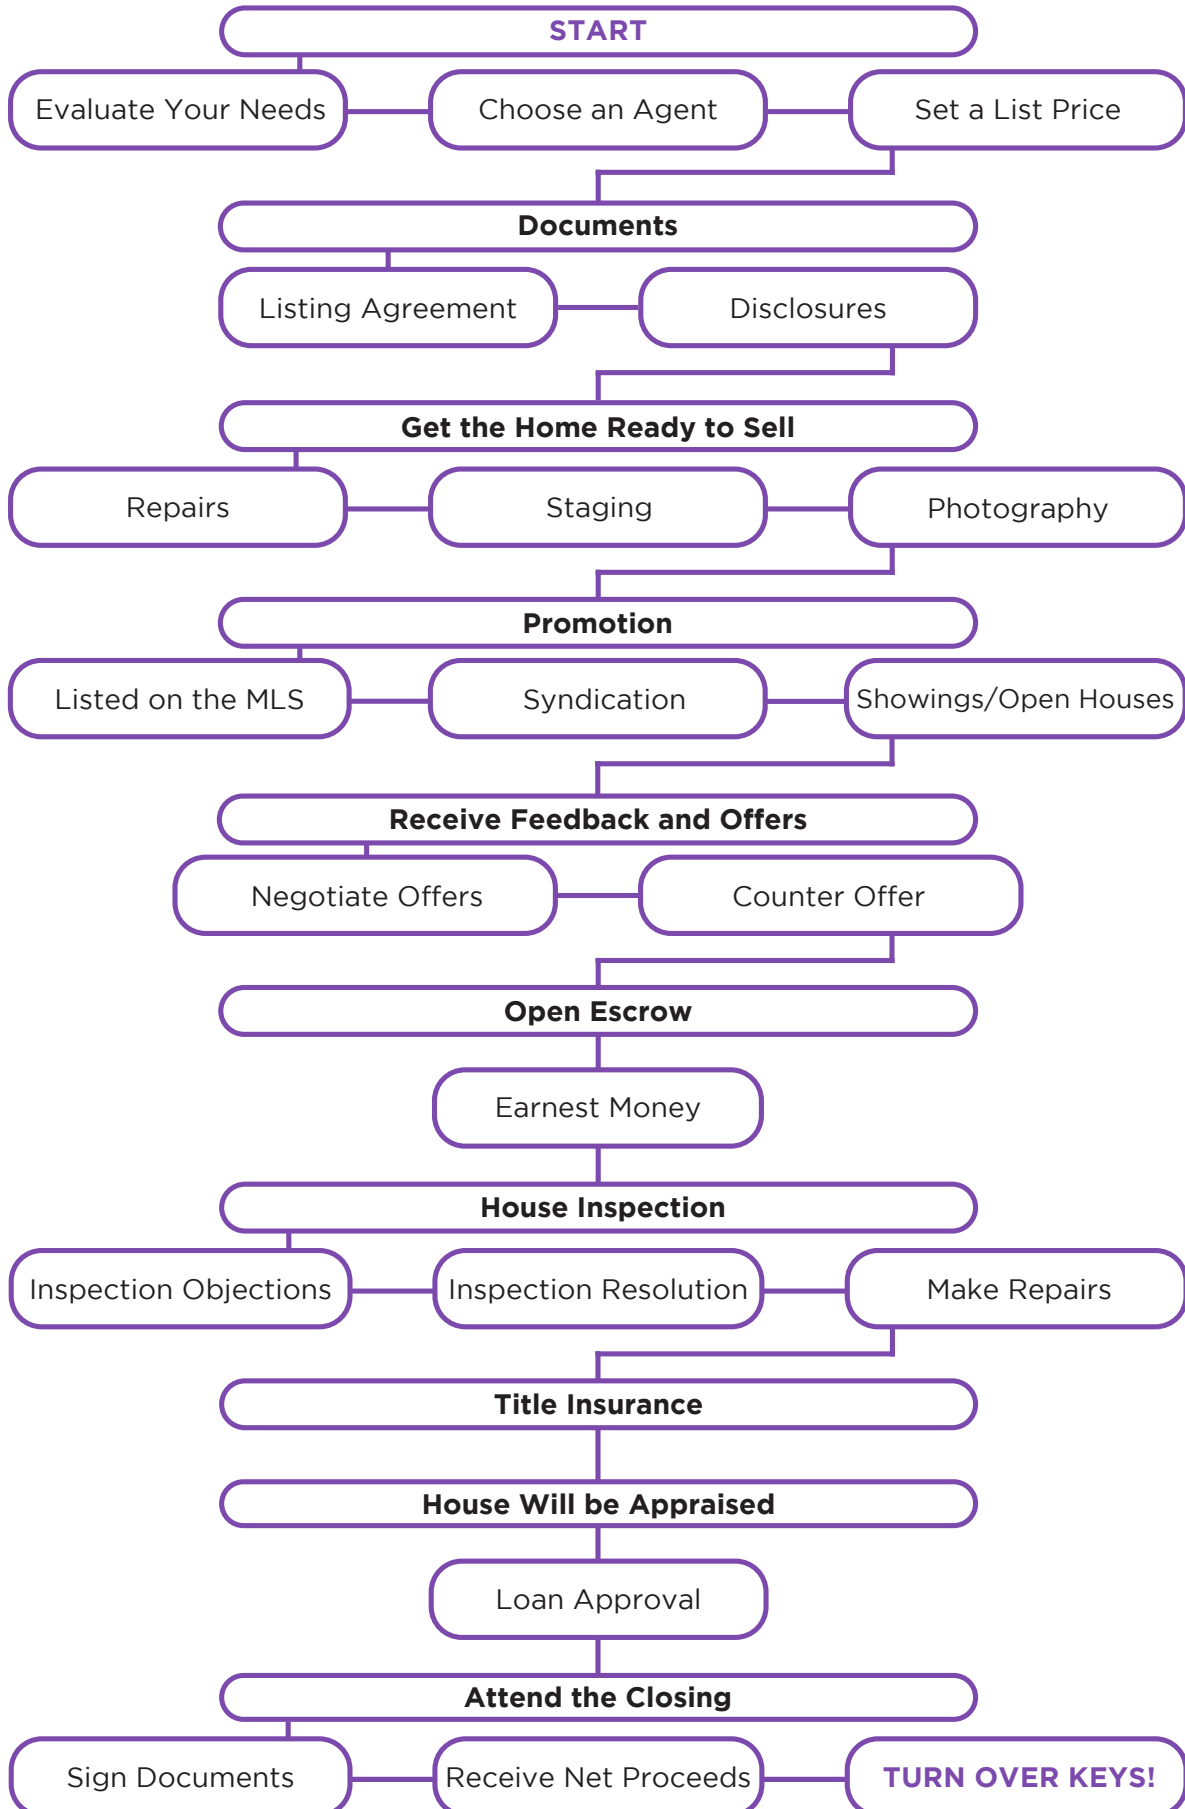 START
Evaluate Your Needs
Choose an Agent
Set a List Price
Documents
Listing Agreement
Disclosures
Get the Home Ready to Sell
Repairs
Staging
Photography
Promotion
Listed on the MLS
Syndication
Showings/Open Houses
Receive Feedback and Offers
Negotiate Offers
Counter Offer
Open Escrow
Earnest Money
House Inspection
Inspection Objections
Inspection Resolution
Make Repairs
Title Insurance
House Will be Appraised
Loan Approval
Attend the Closing
Sign Documents
Receive Net Proceeds
TURN OVER KEYS!